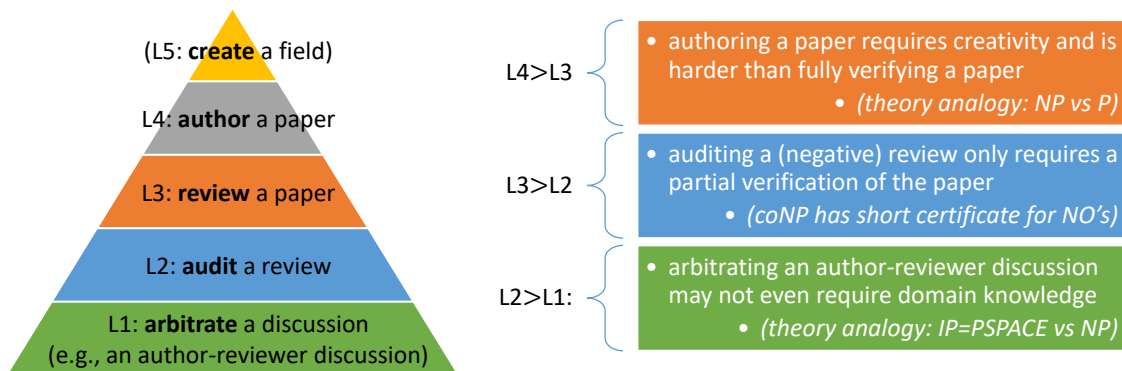 (L5: create a field)
L4: author a paper
L3: review a paper
L2: audit a review
L1: arbitrate a discussion
(e.g., an author-reviewer discussion)
L4>L3
• authoring a paper requires creativity and is
harder than fully verifying a paper
• (theory analogy: NP vs P)
L3>L2
• auditing a (negative) review only requires a
partial verification of the paper
• (coNP has short certificate for NO’s)
L2>L1:
• arbitrating an author-reviewer discussion
may not even require domain knowledge
• (theory analogy: IP=PSPACE vs NP)